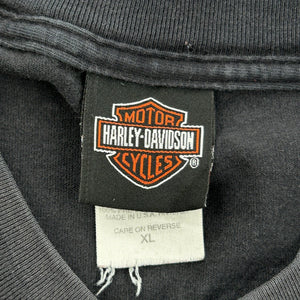 MOTOR
HARLEY-DAVIDSON
CYCLES
®
MADE IN U.S.A.
CARE ON REVERSE
XL